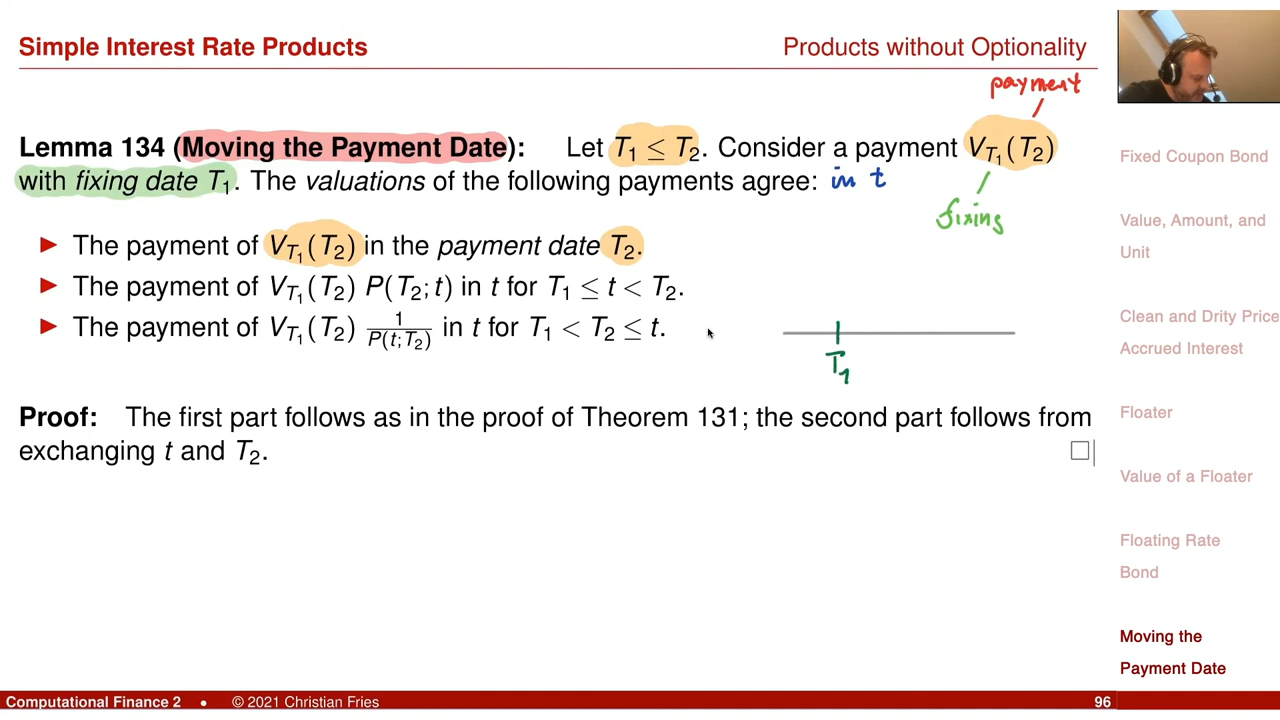 Simple Interest Rate Products
Products without Optionality
payment
Lemma 134 (Moving the Payment Date): Let T₁ ≤ T₂. Consider a payment V_T₁(T₂)
with fixing date T₁. The valuations of the following payments agree: in t
fixing
▶ The payment of V_T₁(T₂) in the payment date T₂.
▶ The payment of V_T₁(T₂) P(T₂; t) in t for T₁ ≤ t < T₂.
▶ The payment of V_T₁(T₂) 1/P(t;T₂) in t for T₁ < T₂ ≤ t.
T₁
Proof: The first part follows as in the proof of Theorem 131; the second part follows from
exchanging t and T₂. □
Fixed Coupon Bond
Value, Amount, and
Unit
Clean and Drity Price
Accrued Interest
Floater
Value of a Floater
Floating Rate
Bond
Moving the
Payment Date
Computational Finance 2 • © 2021 Christian Fries
96